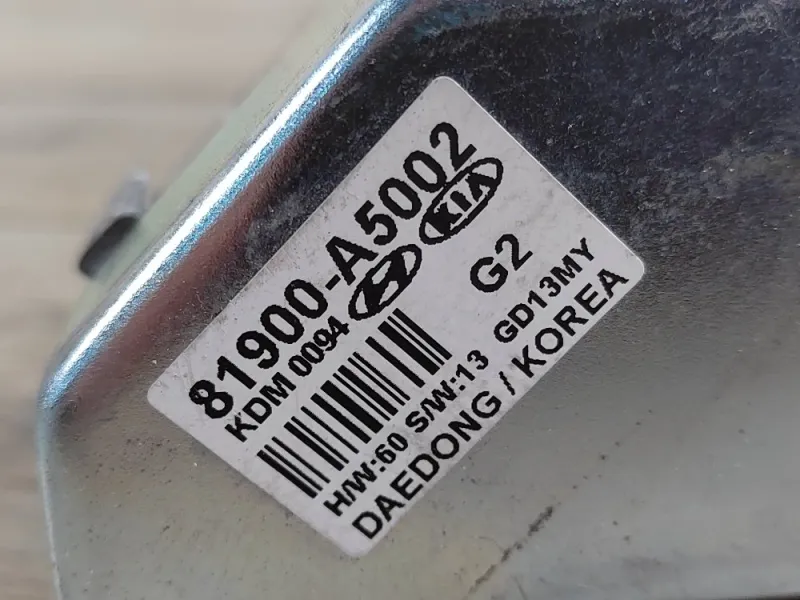 81900-A5002
KIA
KDM 0094 H
G2
H/W:60 S/W:13 GD13MY
DAEDONG / KOREA